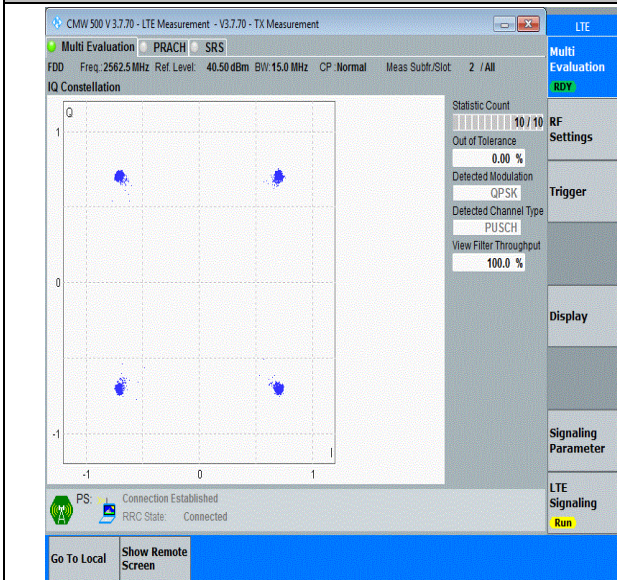 CMW 500 V 3.7.70 - LTE Measurement - V3.7.70 - TX Measurement
LTE
Multi Evaluation PRACH SRS
Multi
Evaluation
RDY
FDD Freq.:2562.5 MHz Ref. Level: 40.50 dBm BW:15.0 MHz CP :Normal Meas Subfr./Slot: 2 / All
IQ Constellation
Statistic Count
10 / 10
Out of Tolerance
0.00 %
Detected Modulation
QPSK
Detected Channel Type
PUSCH
View Filter Throughput
100.0 %
RF
Settings
Trigger
Display
Signaling
Parameter
LTE
Signaling
Run
Q
1
0
-1
I
-1 0 1
PS: Connection Established
RRC State: Connected
Go To Local
Show Remote
Screen